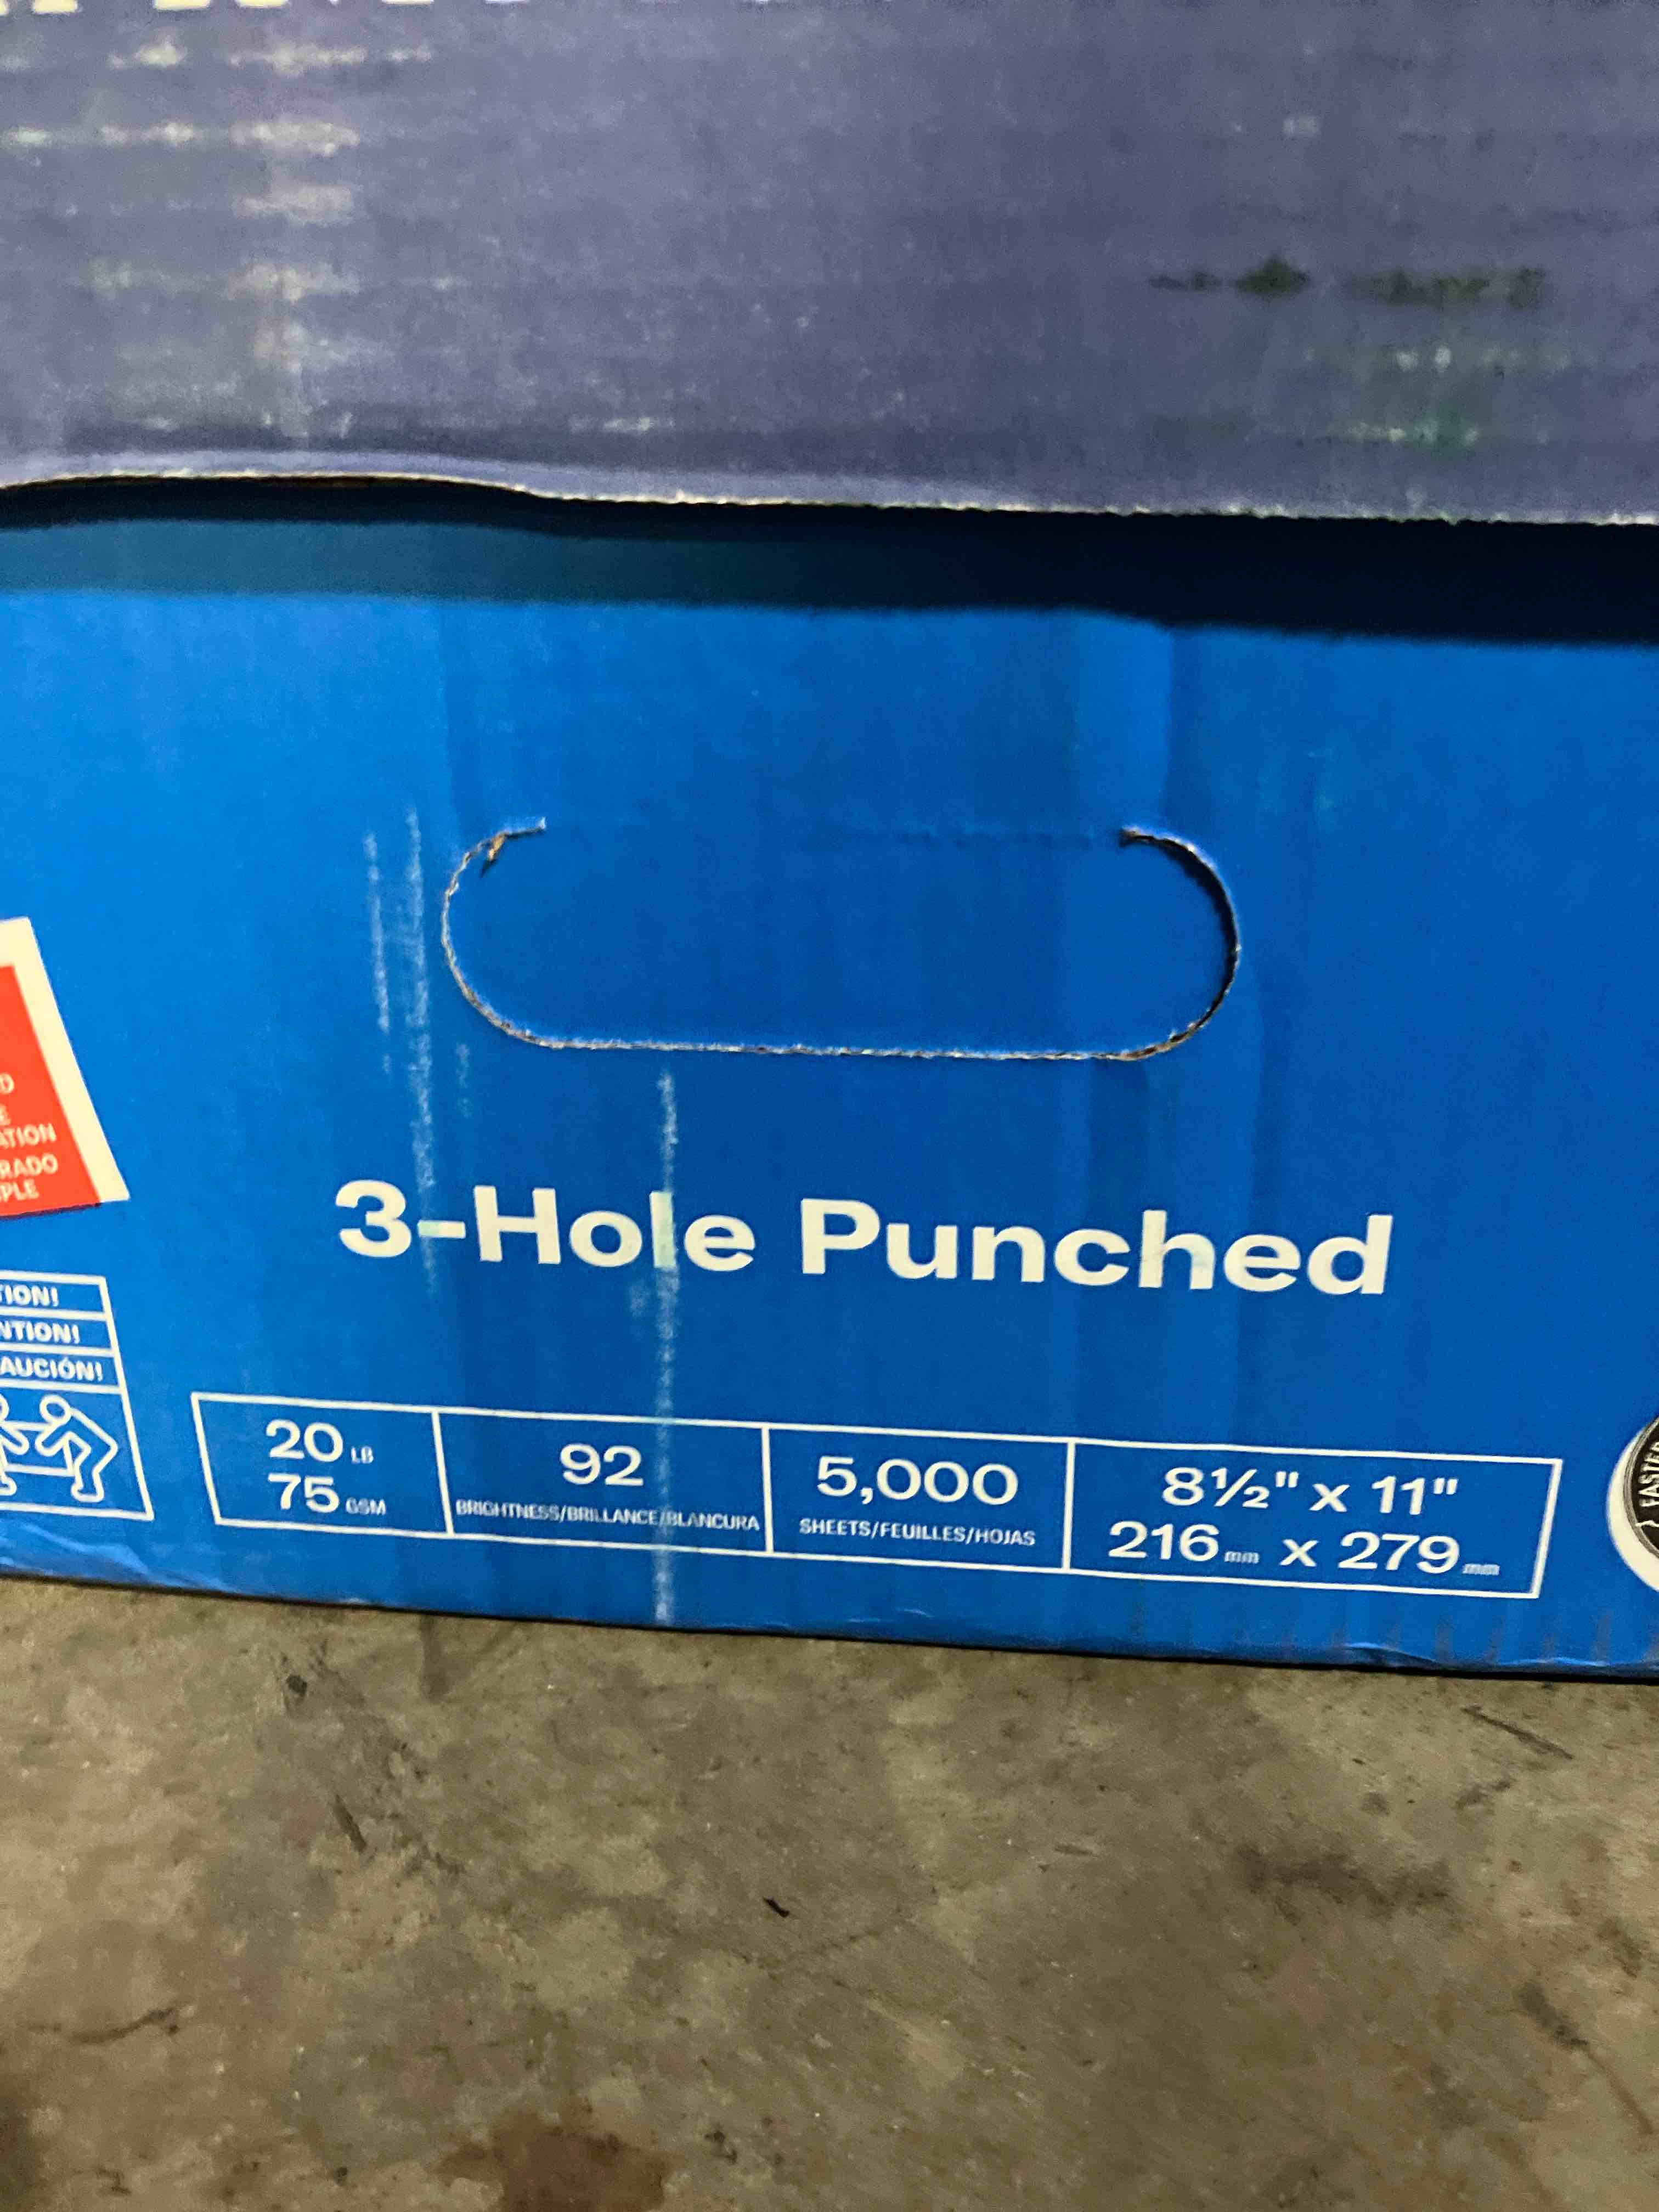 ATION
RADO
PLE
3-Hole Punched
TION!
NTION!
AUCIÓN!
20 LB
75 GSM
92
BRIGHTNESS/BRILLANCE/BLANCURA
5,000
SHEETS/FEUILLES/HOJAS
8½" x 11"
216 mm x 279 mm